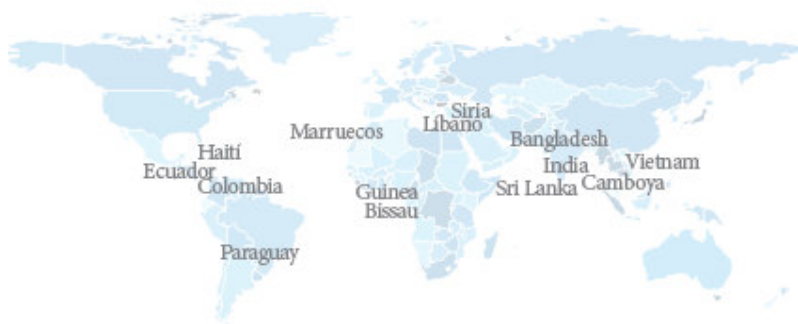 Siria
Líbano
Marruecos
Bangladesh
Haití
Vietnam
India
Ecuador
Camboya
Colombia
Sri Lanka
Guinea
Bissau
Paraguay